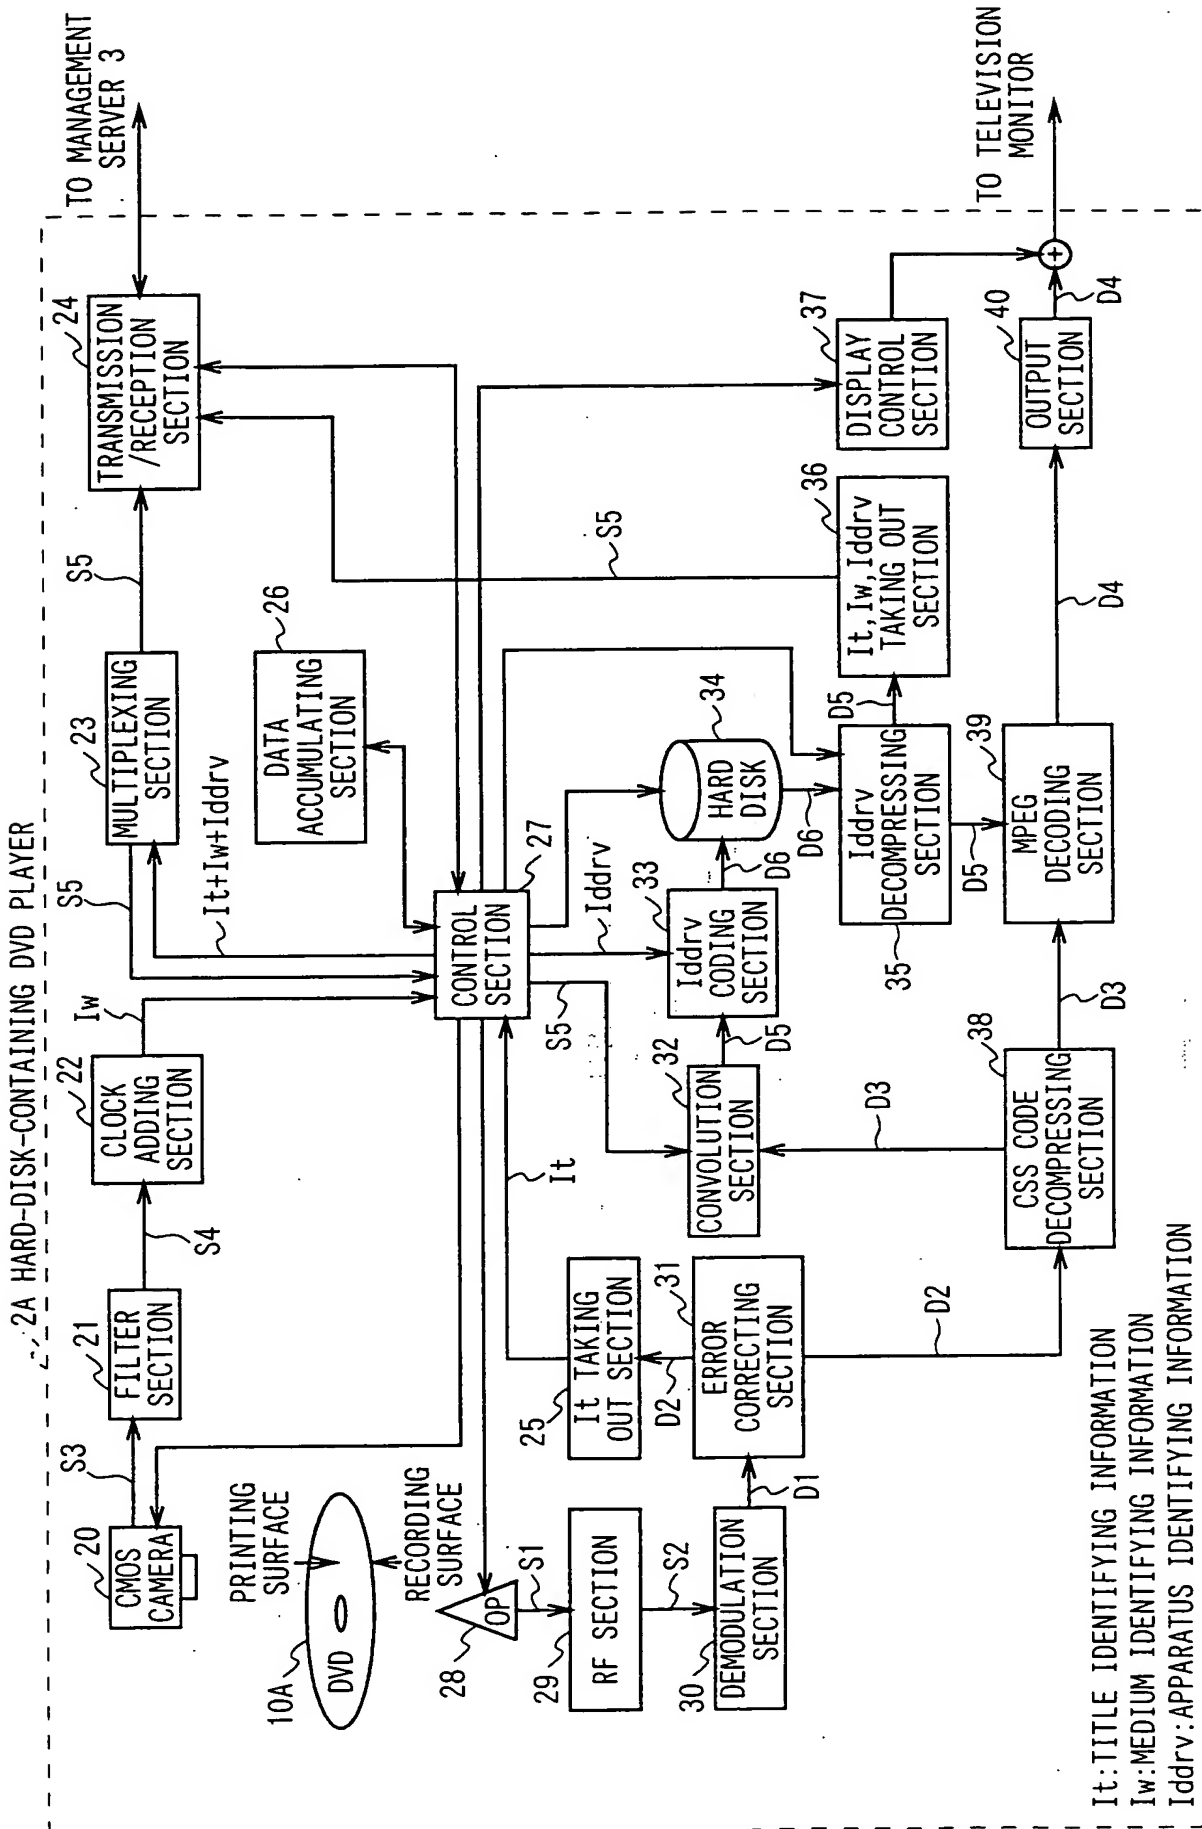 2A HARD-DISK-CONTAINING DVD PLAYER
20
CMOS
CAMERA
S3
21
FILTER
SECTION
S4
22
CLOCK
ADDING
SECTION
Iw
S5
It+Iw+Iddrv
23
MULTIPLEXING
SECTION
S5
24
TRANSMISSION
/RECEPTION
SECTION
TO MANAGEMENT
SERVER 3
PRINTING
SURFACE
10A
DVD
RECORDING
SURFACE
26
DATA
ACCUMULATING
SECTION
27
CONTROL
SECTION
28
OP
S1
29
RF SECTION
S2
30
DEMODULATION
SECTION
D1
25
It TAKING
OUT SECTION
D2
31
ERROR
CORRECTING
SECTION
D2
It
S5
Iddrv
32
CONVOLUTION
SECTION
D5
33
Iddrv
CODING
SECTION
D6
34
HARD
DISK
D6
35
Iddrv
DECOMPRESSING
SECTION
D5
D5
36
It,Iw,Iddrv
TAKING OUT
SECTION
S5
37
DISPLAY
CONTROL
SECTION
D3
38
CSS CODE
DECOMPRESSING
SECTION
D3
39
MPEG
DECODING
SECTION
D4
40
OUTPUT
SECTION
D4
+
TO TELEVISION
MONITOR
It:TITLE IDENTIFYING INFORMATION
Iw:MEDIUM IDENTIFYING INFORMATION
Iddrv:APPARATUS IDENTIFYING INFORMATION